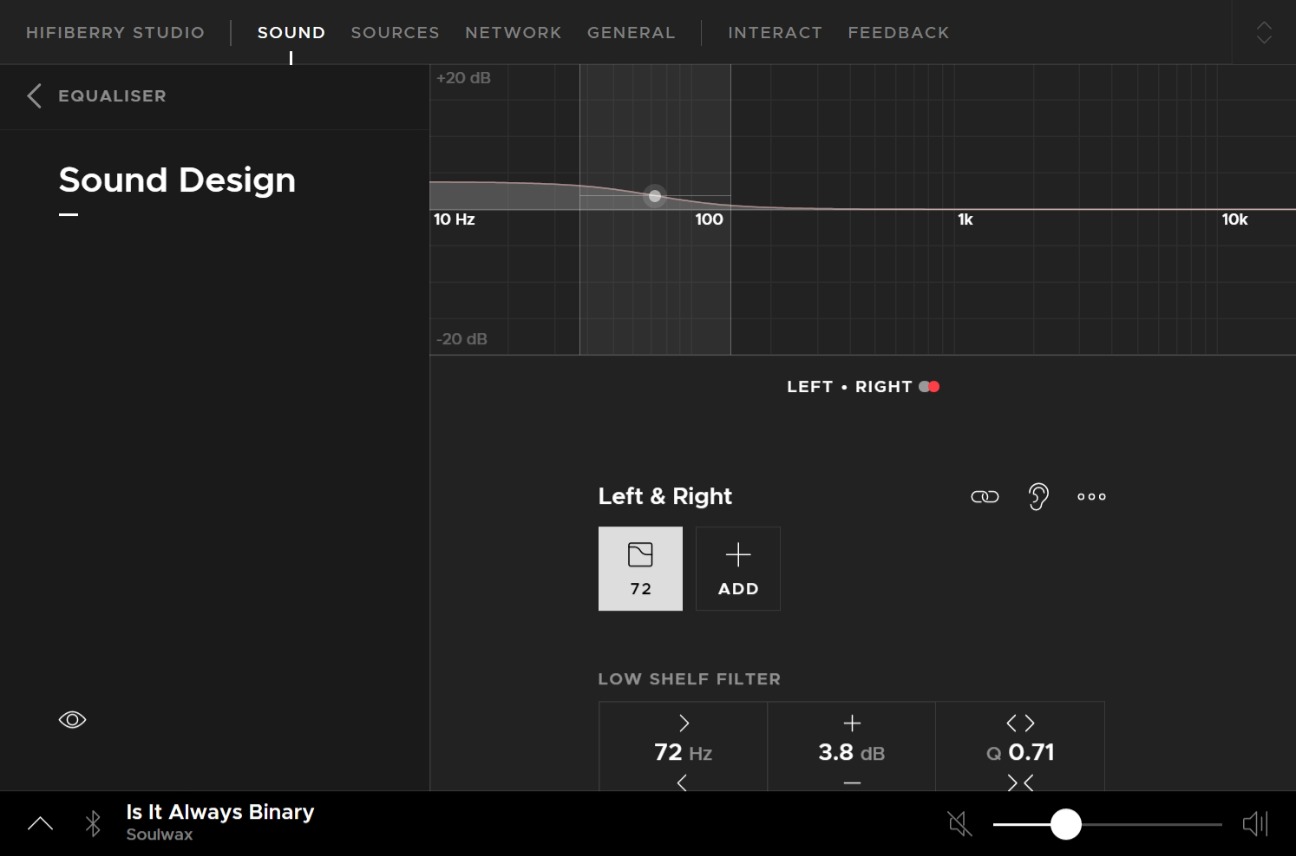 HIFIBERRY STUDIO SOUND SOURCES NETWORK GENERAL INTERACT FEEDBACK
EQUALISER
Sound Design
+20 dB
10 Hz 100 1k 10k
-20 dB
LEFT • RIGHT
Left & Right
72 ADD
LOW SHELF FILTER
72 Hz 3.8 dB Q 0.71
Is It Always Binary
Soulwax